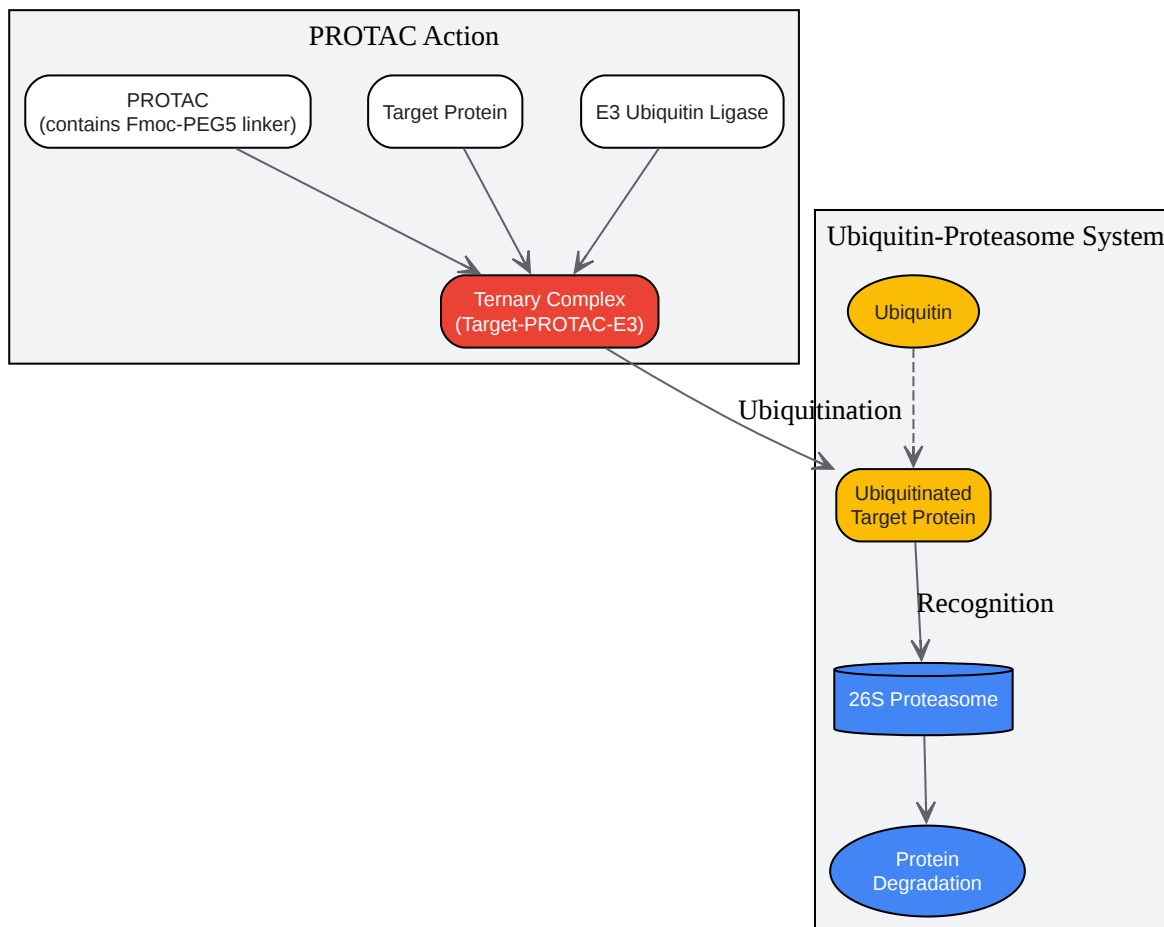 PROTAC Action
PROTAC
(contains Fmoc-PEG5 linker)
Target Protein
E3 Ubiquitin Ligase
Ternary Complex
(Target-PROTAC-E3)
Ubiquitin-Proteasome System
Ubiquitin
Ubiquitination
Ubiquitinated
Target Protein
Recognition
26S Proteasome
Protein
Degradation